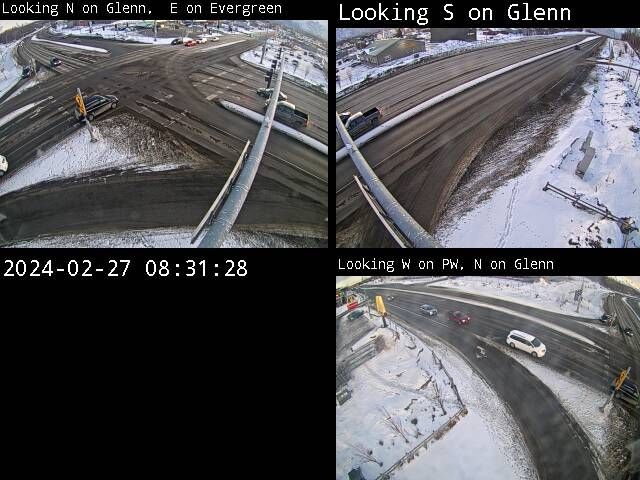 Looking N on Glenn,  E on Evergreen
Looking S on Glenn
2024-02-27 08:31:28
Looking W on PW, N on Glenn